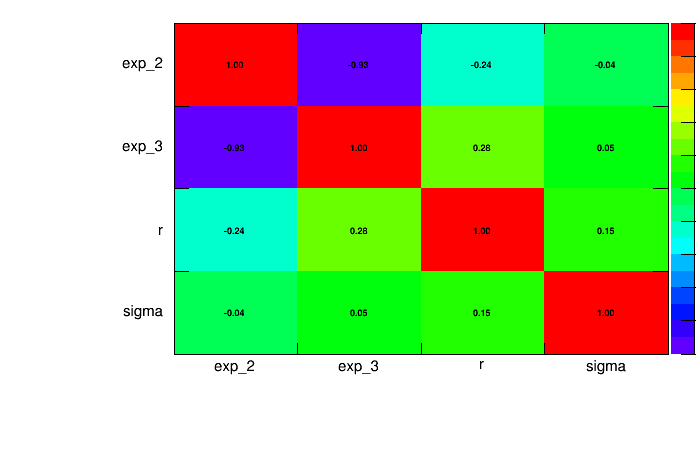 exp_2 1.00 -0.93 -0.24 -0.04
exp_3 -0.93 1.00 0.28 0.05
r -0.24 0.28 1.00 0.15
sigma -0.04 0.05 0.15 1.00
exp_2 exp_3 r sigma